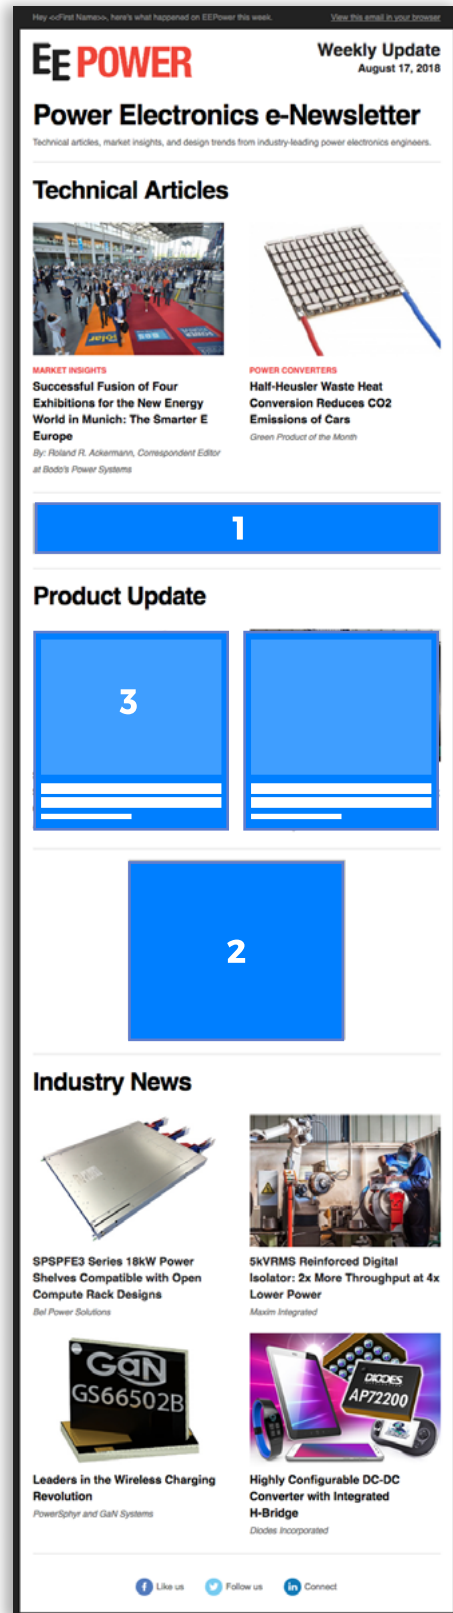 Hey <<First Name>>, here's what happened on EEPower this week.
View this email in your browser
EE POWER
Weekly Update
August 17, 2018
Power Electronics e-Newsletter
Technical articles, market insights, and design trends from industry-leading power electronics engineers.
Technical Articles
MARKET INSIGHTS
Successful Fusion of Four
Exhibitions for the New Energy
World in Munich: The Smarter E
Europe
By: Roland R. Ackermann, Correspondent Editor
at Bodo's Power Systems
POWER CONVERTERS
Half-Heusler Waste Heat
Conversion Reduces CO2
Emissions of Cars
Green Product of the Month
1
Product Update
3
2
Industry News
SPSPFE3 Series 18kW Power
Shelves Compatible with Open
Compute Rack Designs
Bel Power Solutions
5kVRMS Reinforced Digital
Isolator: 2x More Throughput at 4x
Lower Power
Maxim Integrated
GaN
GS66502B
DIODES
AP72200
Leaders in the Wireless Charging
Revolution
PowerSphyr and GaN Systems
Highly Configurable DC-DC
Converter with Integrated
H-Bridge
Diodes Incorporated
Like us
Follow us
Connect